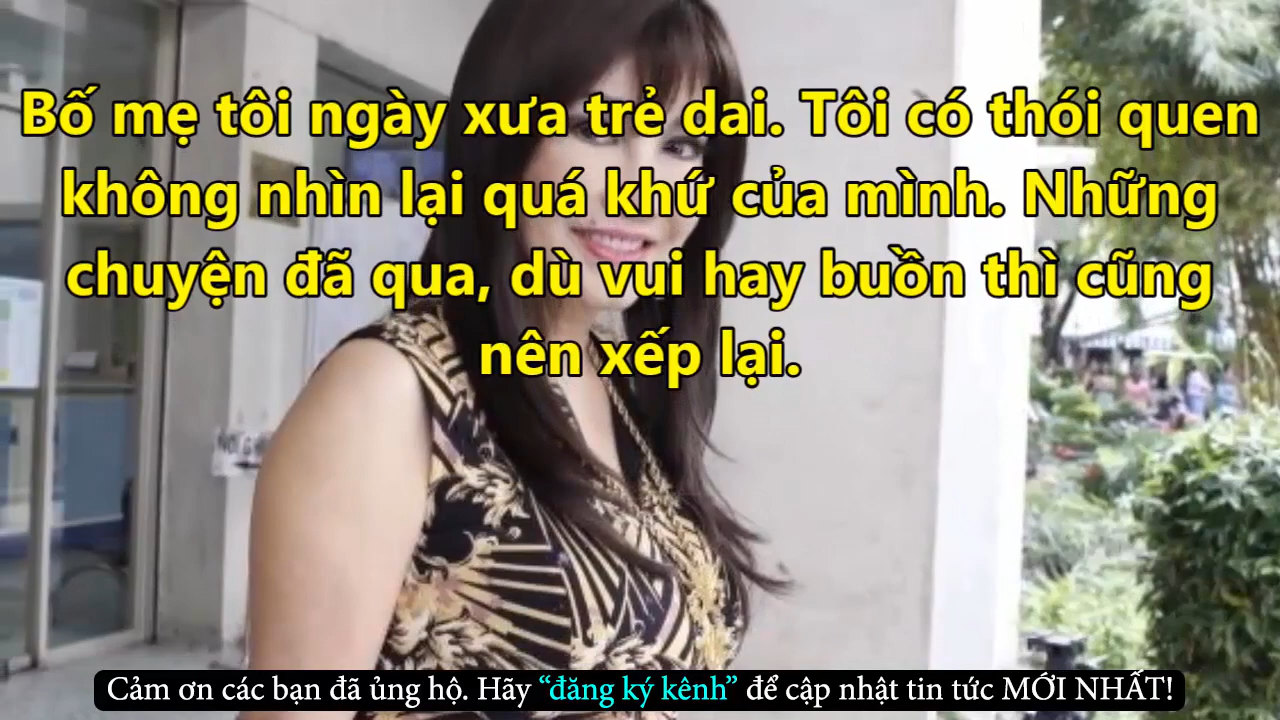 Bố mẹ tôi ngày xưa trẻ dai. Tôi có thói quen
không nhìn lại quá khứ của mình. Những
chuyện đã qua, dù vui hay buồn thì cũng
nên xếp lại.
Cảm ơn các bạn đã ủng hộ. Hãy “đăng ký kênh” để cập nhật tin tức MỚI NHẤT!